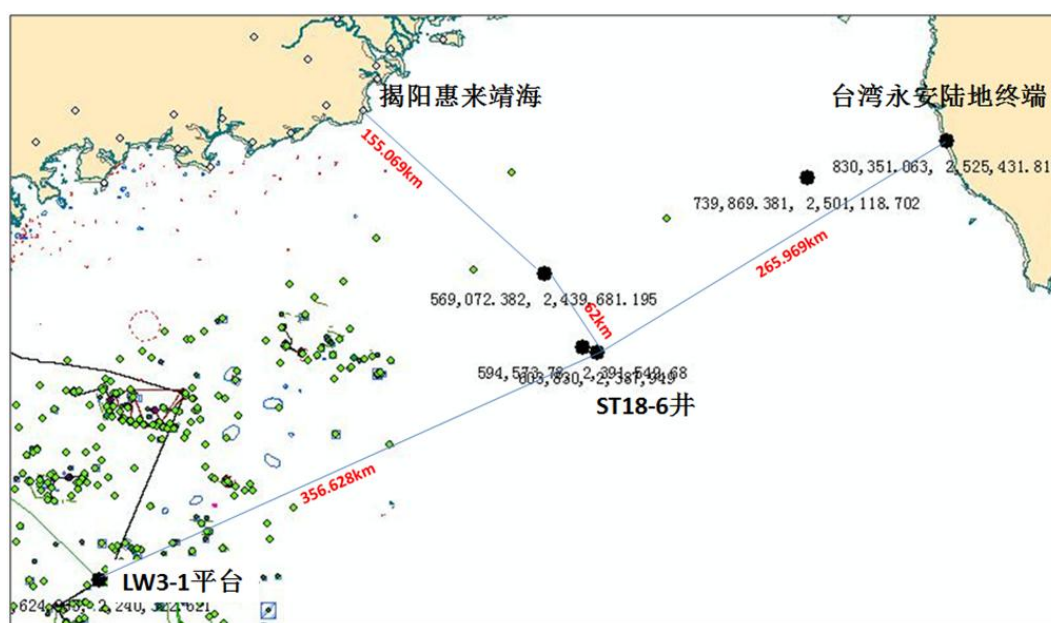 揭阳惠来靖海
台湾永安陆地终端
155.069km
830,351.063, 2,525,431.81
739,869.381, 2,501,118.702
265.969km
569,072.382, 2,439,681.195
62km
ST18-6井
356.628km
LW3-1平台